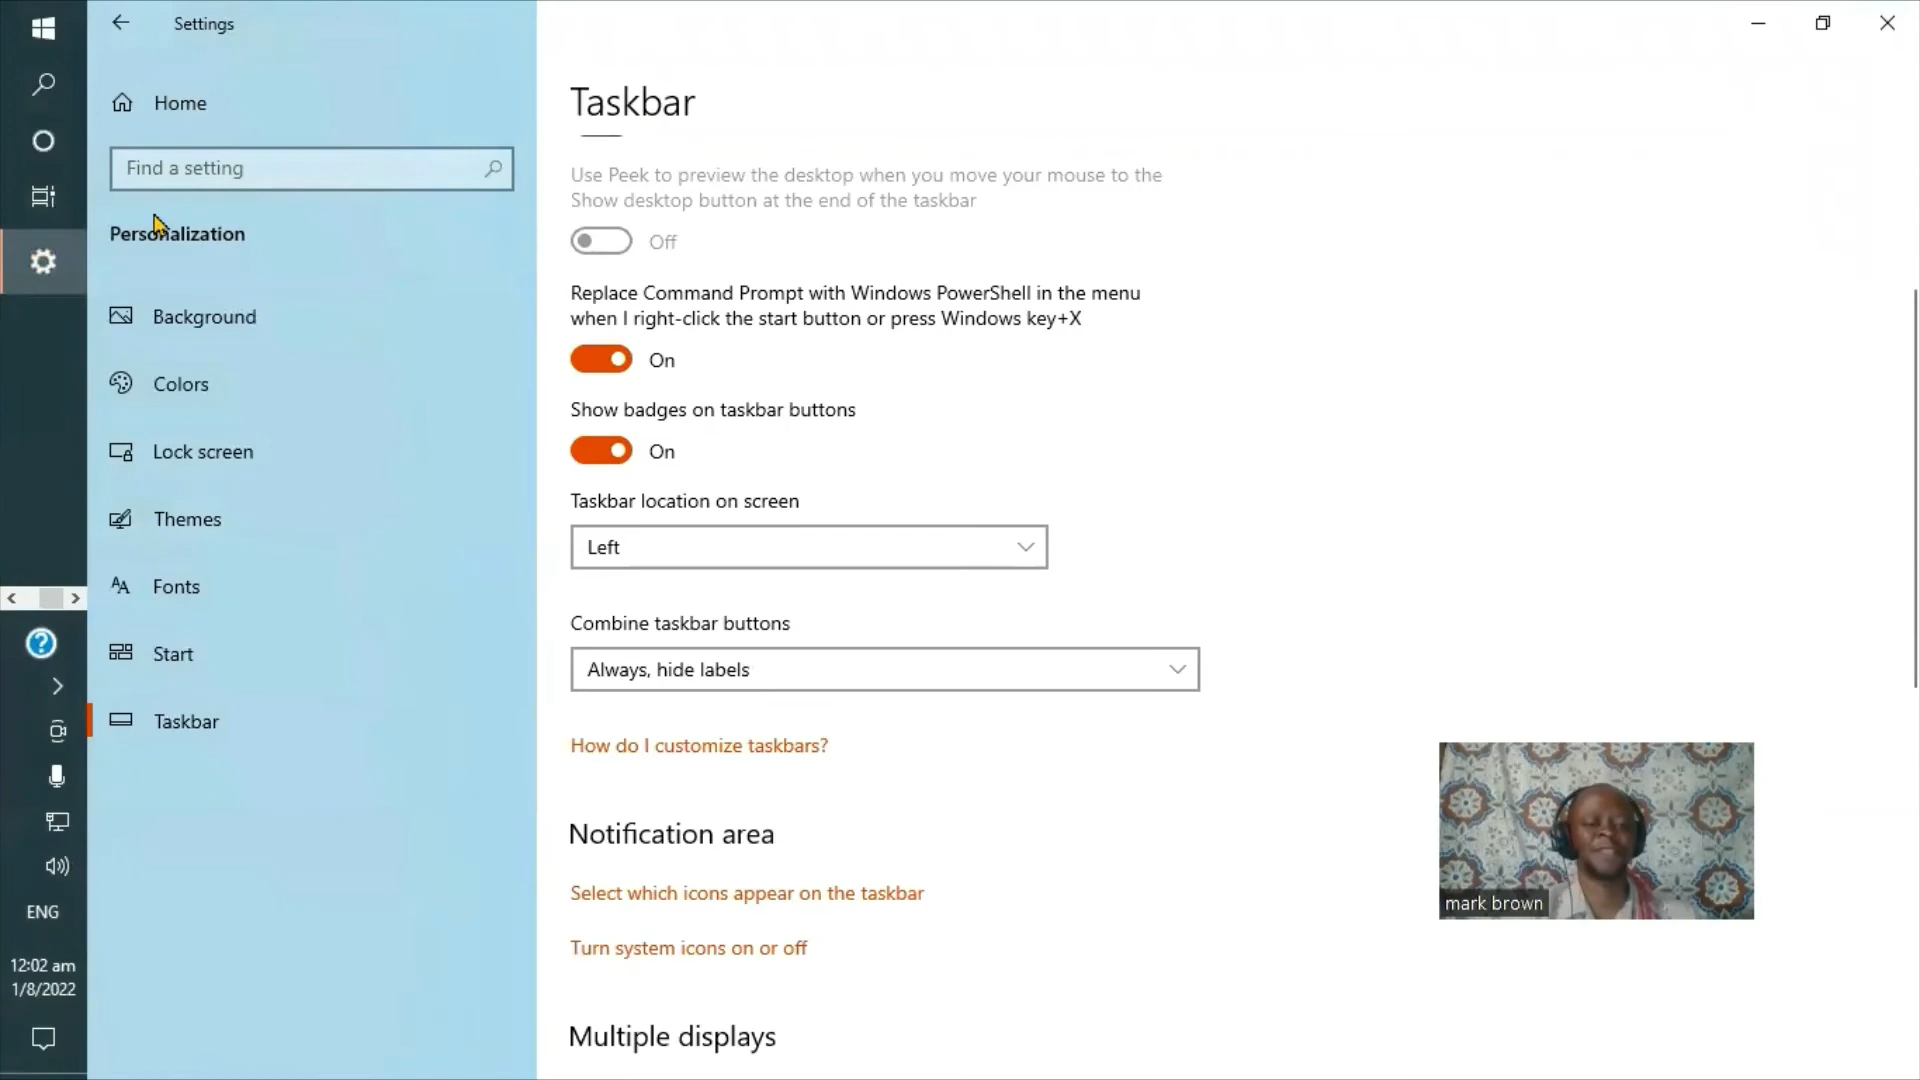 Settings
Home
Find a setting
Personalization
Background
Colors
Lock screen
Themes
Fonts
Start
Taskbar
ENG
12:02 am
1/8/2022
Taskbar
Use Peek to preview the desktop when you move your mouse to the
Show desktop button at the end of the taskbar
Off
Replace Command Prompt with Windows PowerShell in the menu
when I right-click the start button or press Windows key+X
On
Show badges on taskbar buttons
On
Taskbar location on screen
Left
Combine taskbar buttons
Always, hide labels
How do I customize taskbars?
Notification area
Select which icons appear on the taskbar
Turn system icons on or off
Multiple displays
mark brown